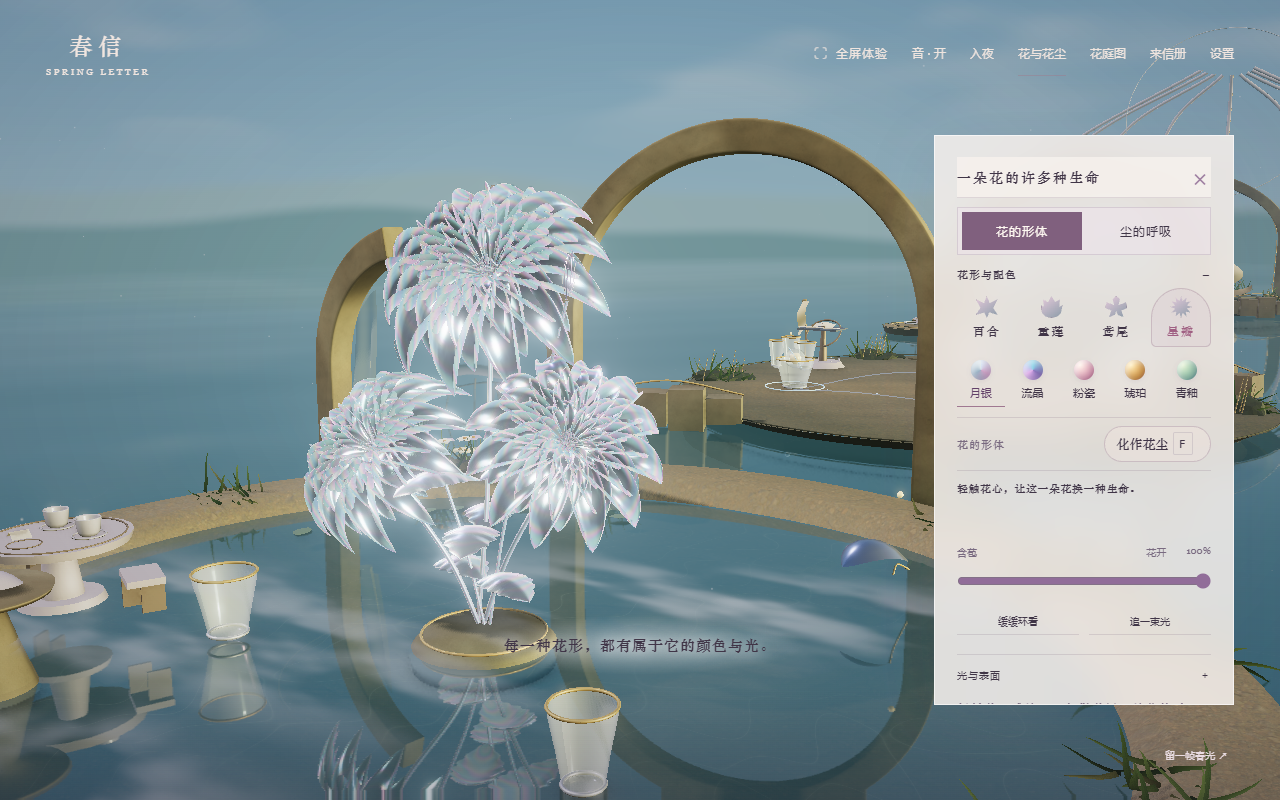 春信
SPRING LETTER
全屏体验
音·开
入夜
花与花尘
花庭图
来信册
设置
一朵花的许多种生命
花的形体
尘的呼吸
花形与配色
百合
重莲
鸢尾
星瓣
月银
流晶
粉瓷
琥珀
青釉
花的形体
化作花尘 F
轻触花心，让这一朵花换一种生命。
含苞
花开 100%
缓缓环看
追一束光
光与表面
每一种花形，都有属于它的颜色与光。
留一帧春光 ↗